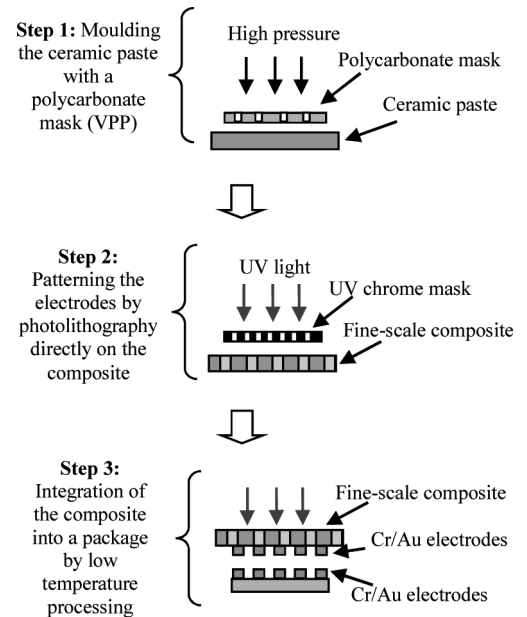 Step 1: Moulding
the ceramic paste
with a
polycarbonate
mask (VPP)
High pressure
Polycarbonate mask
Ceramic paste
Step 2:
Patterning the
electrodes by
photolithography
directly on the
composite
UV light
UV chrome mask
Fine-scale composite
Step 3:
Integration of
the composite
into a package
by low
temperature
processing
Fine-scale composite
Cr/Au electrodes
Cr/Au electrodes